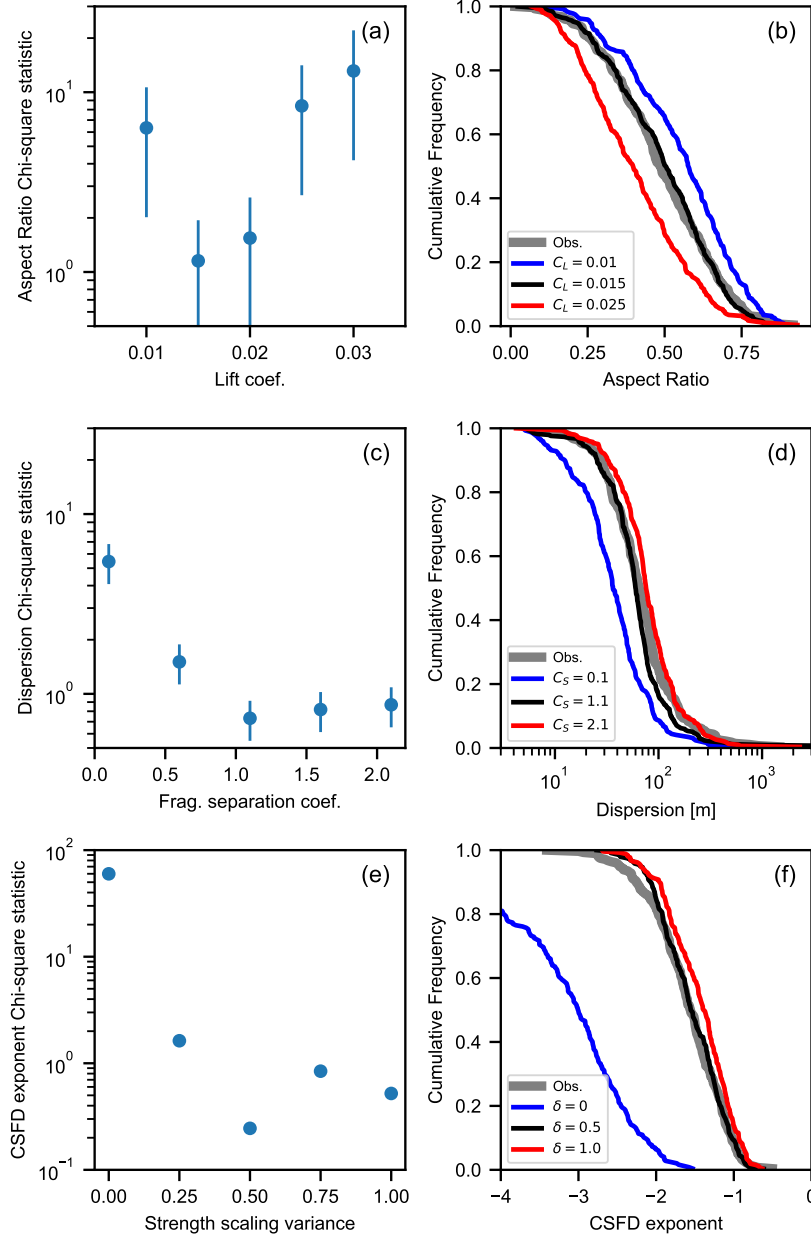 (a)
Aspect Ratio Chi-square statistic
10^1
10^0
0.01 0.02 0.03
Lift coef.
(b)
Cumulative Frequency
1.0
0.8
0.6
0.4
0.2
0.0
Obs.
C_L = 0.01
C_L = 0.015
C_L = 0.025
0.00 0.25 0.50 0.75
Aspect Ratio
(c)
Dispersion Chi-square statistic
10^1
10^0
0.0 0.5 1.0 1.5 2.0
Frag. separation coef.
(d)
Cumulative Frequency
1.0
0.8
0.6
0.4
0.2
0.0
Obs.
C_S = 0.1
C_S = 1.1
C_S = 2.1
10^1 10^2 10^3
Dispersion [m]
(e)
CSFD exponent Chi-square statistic
10^2
10^1
10^0
10^−1
0.00 0.25 0.50 0.75 1.00
Strength scaling variance
(f)
Cumulative Frequency
1.0
0.8
0.6
0.4
0.2
0.0
Obs.
δ = 0
δ = 0.5
δ = 1.0
−4 −3 −2 −1 0
CSFD exponent